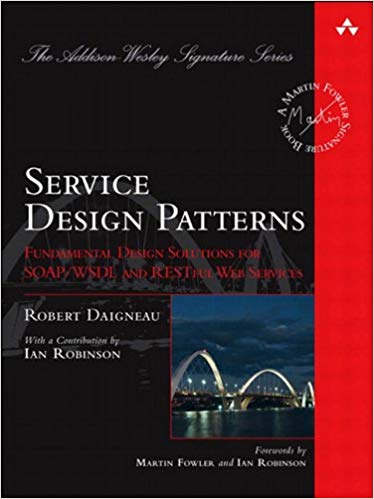 The Addison Wesley Signature Series
A MARTIN FOWLER SIGNATURE BOOK
Martin
SERVICE
DESIGN PATTERNS
FUNDAMENTAL DESIGN SOLUTIONS FOR
SOAP/WSDL AND RESTFUL WEB SERVICES
ROBERT DAIGNEAU
With a Contribution by
IAN ROBINSON
Forewords by
MARTIN FOWLER and IAN ROBINSON